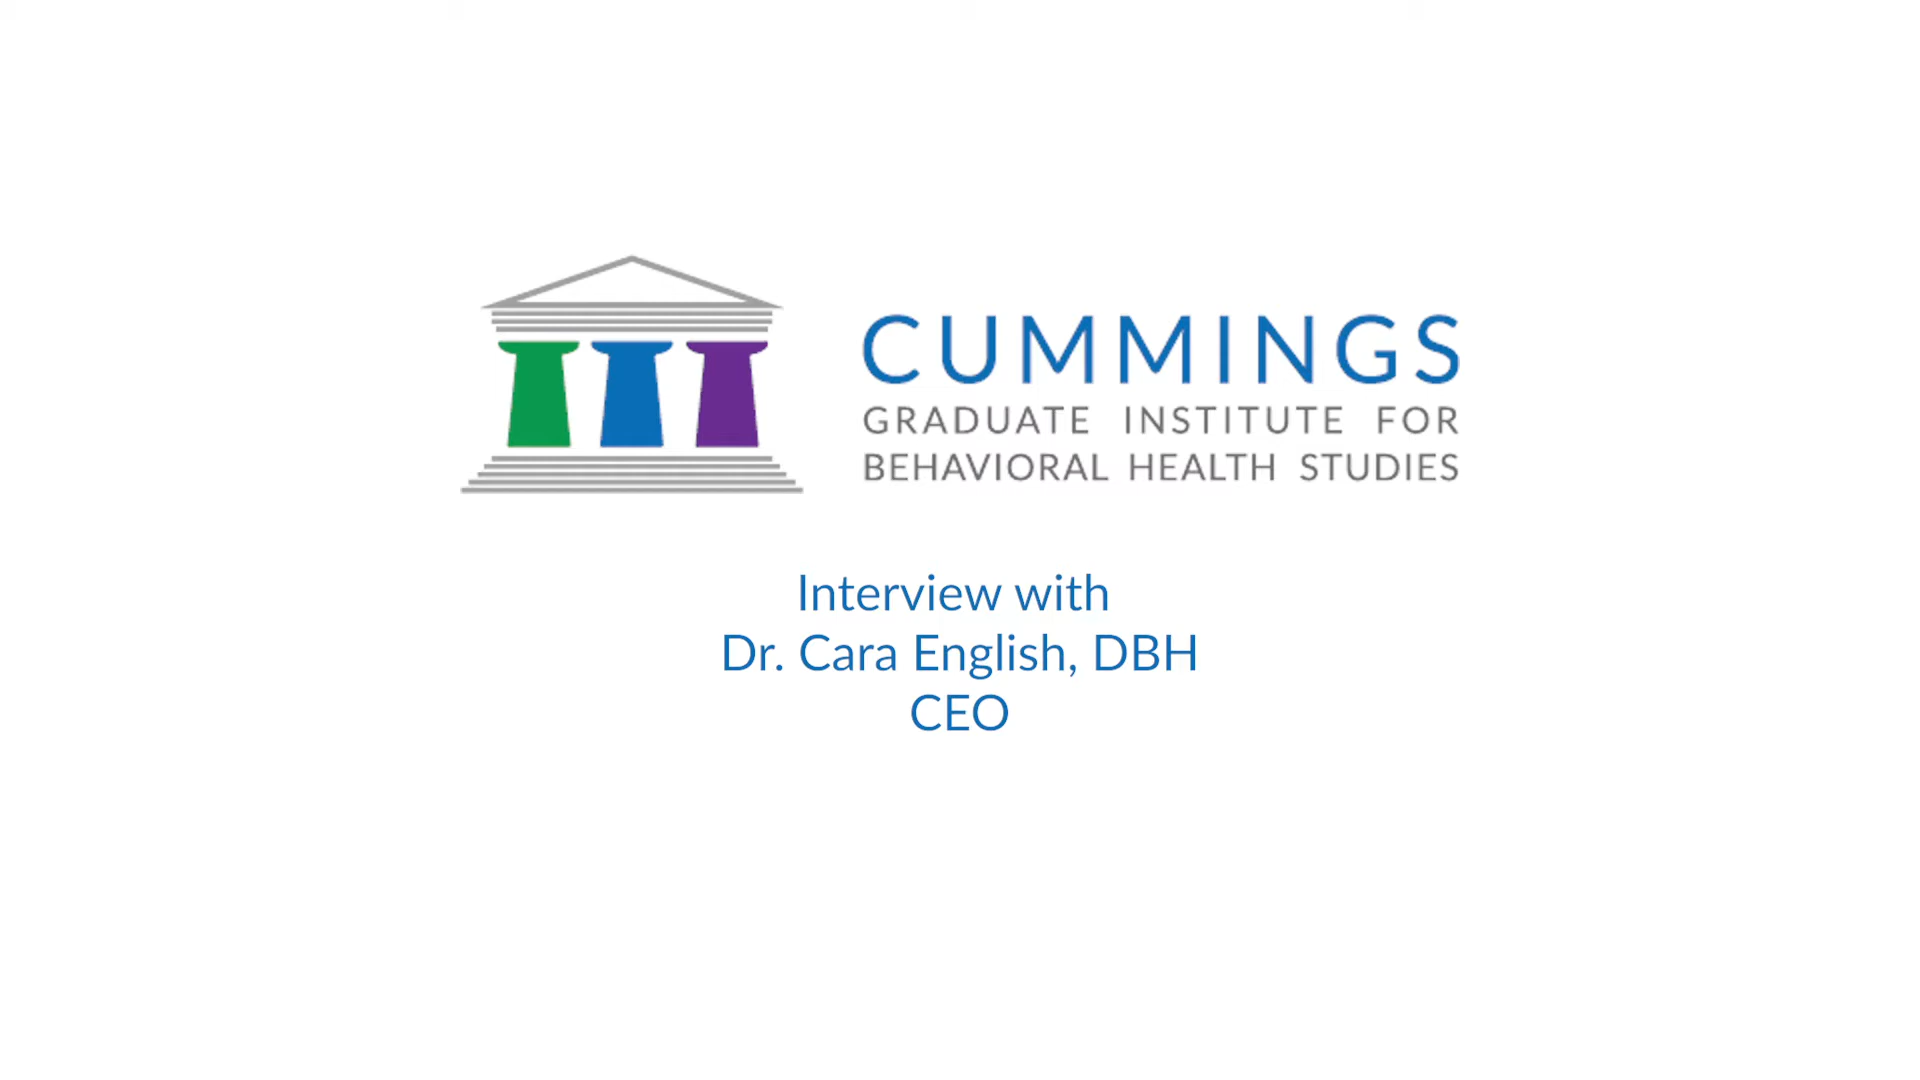 CUMMINGS
GRADUATE INSTITUTE FOR
BEHAVIORAL HEALTH STUDIES
Interview with
Dr. Cara English, DBH
CEO